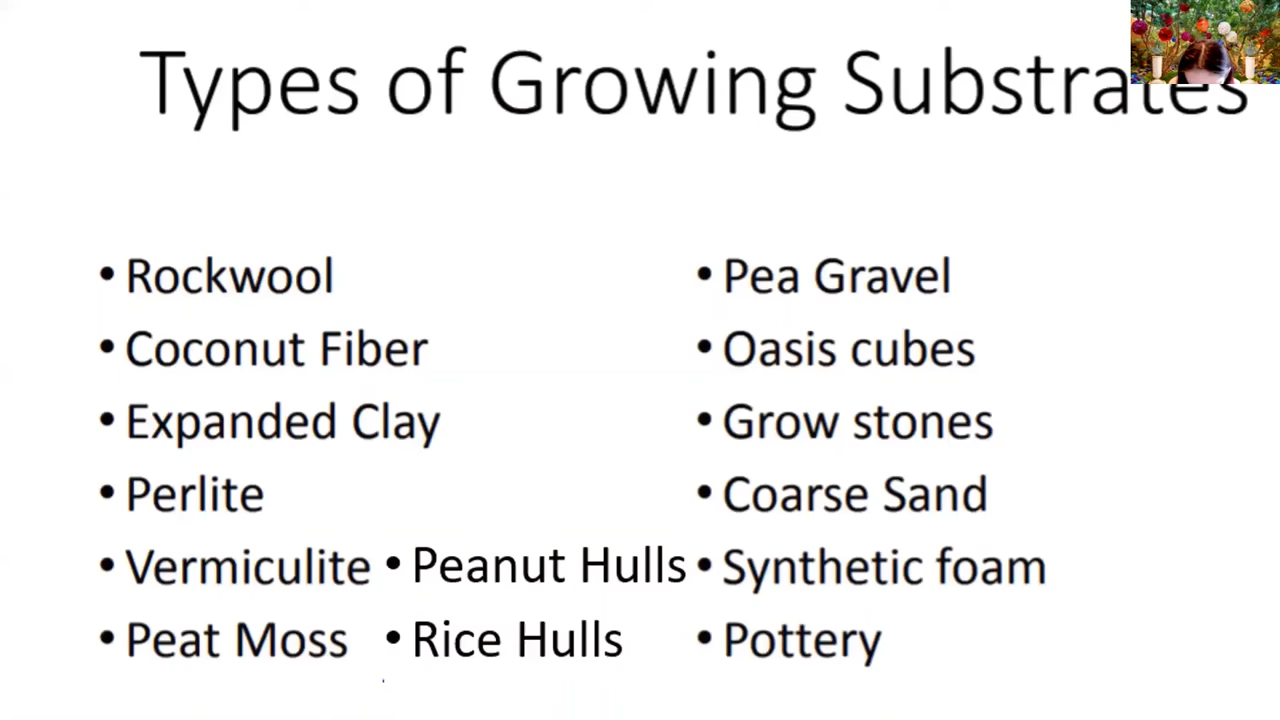 Types of Growing Substrates
• Rockwool
• Coconut Fiber
• Expanded Clay
• Perlite
• Vermiculite
• Peat Moss
• Peanut Hulls
• Rice Hulls
• Pea Gravel
• Oasis cubes
• Grow stones
• Coarse Sand
• Synthetic foam
• Pottery